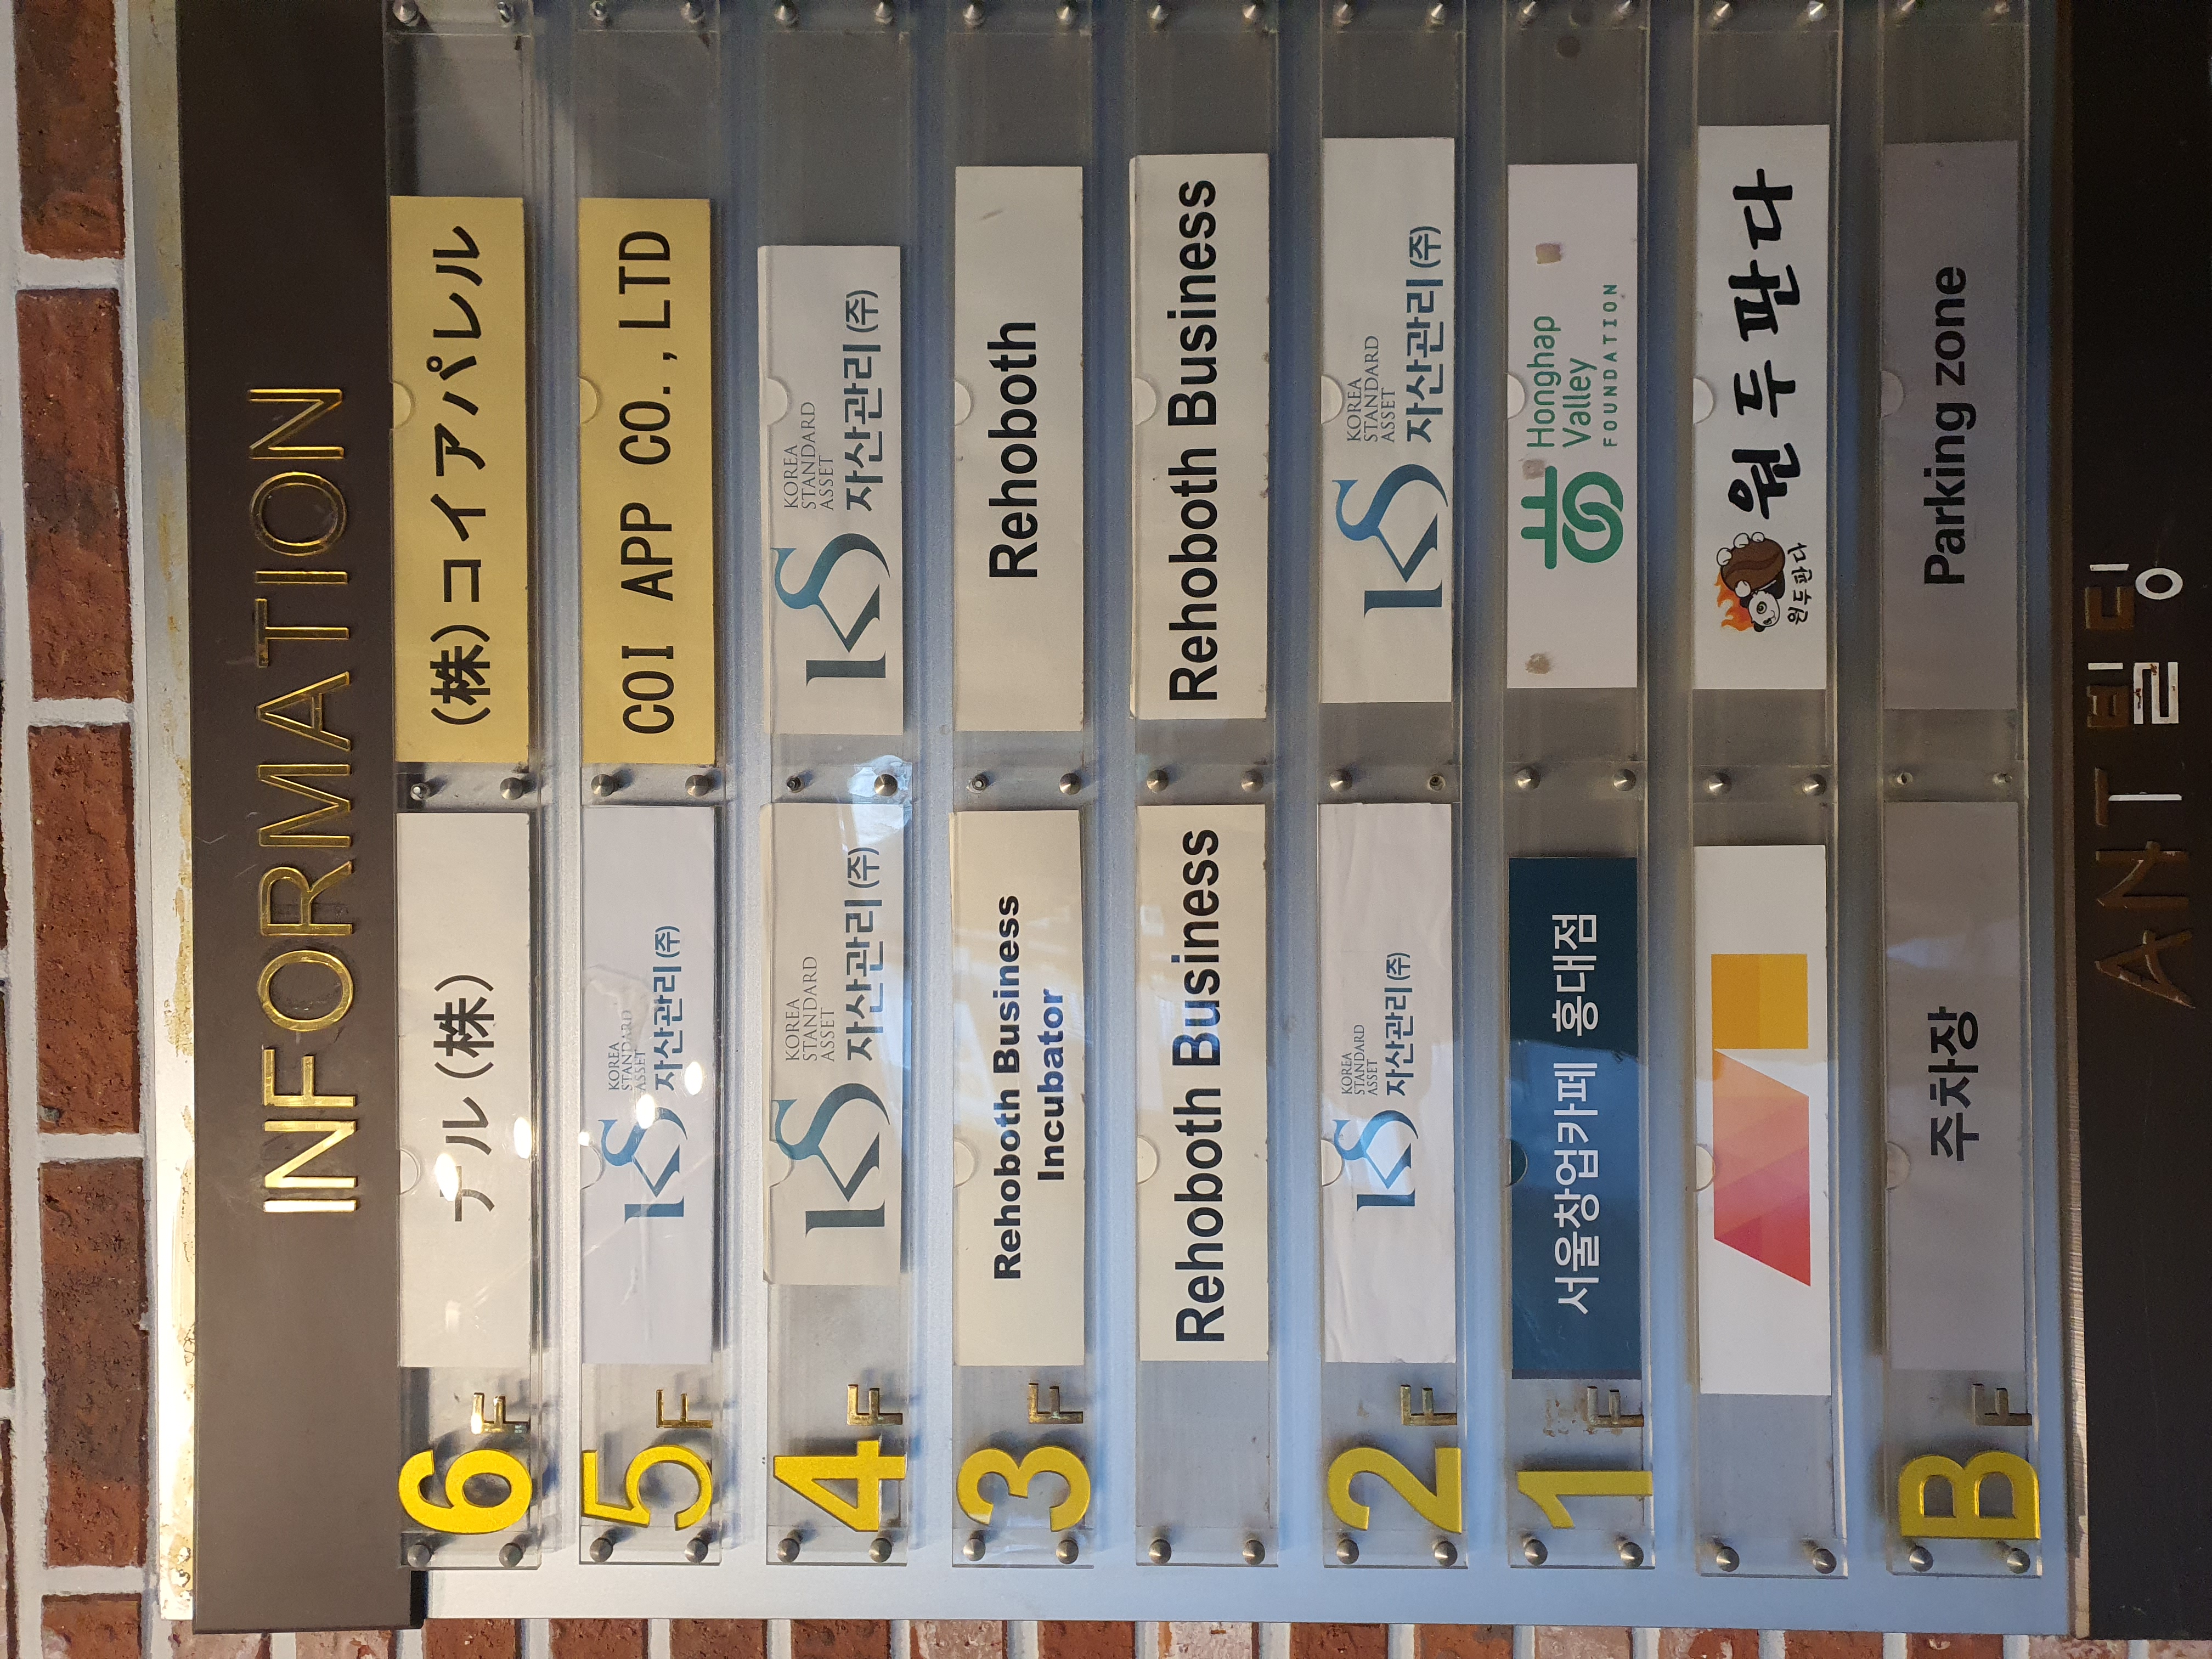 INFORMATION
6F
ナル(株)
(株)コイアパレル
5F
KS
KOREA
STANDARD
ASSET
자산관리(주)
COI APP CO.,LTD
4F
KS
KOREA
STANDARD
ASSET
자산관리(주)
KS
KOREA
STANDARD
ASSET
자산관리(주)
3F
Rehoboth Business
Incubator
Rehoboth
Rehoboth Business
Rehoboth Business
2F
KS
KOREA
STANDARD
ASSET
자산관리(주)
KS
KOREA
STANDARD
ASSET
자산관리(주)
1F
서울창업카페 홍대점
Honghap
Valley
FOUNDATION
원두판다
원두판다
BF
주차장
Parking zone
ANT빌딩